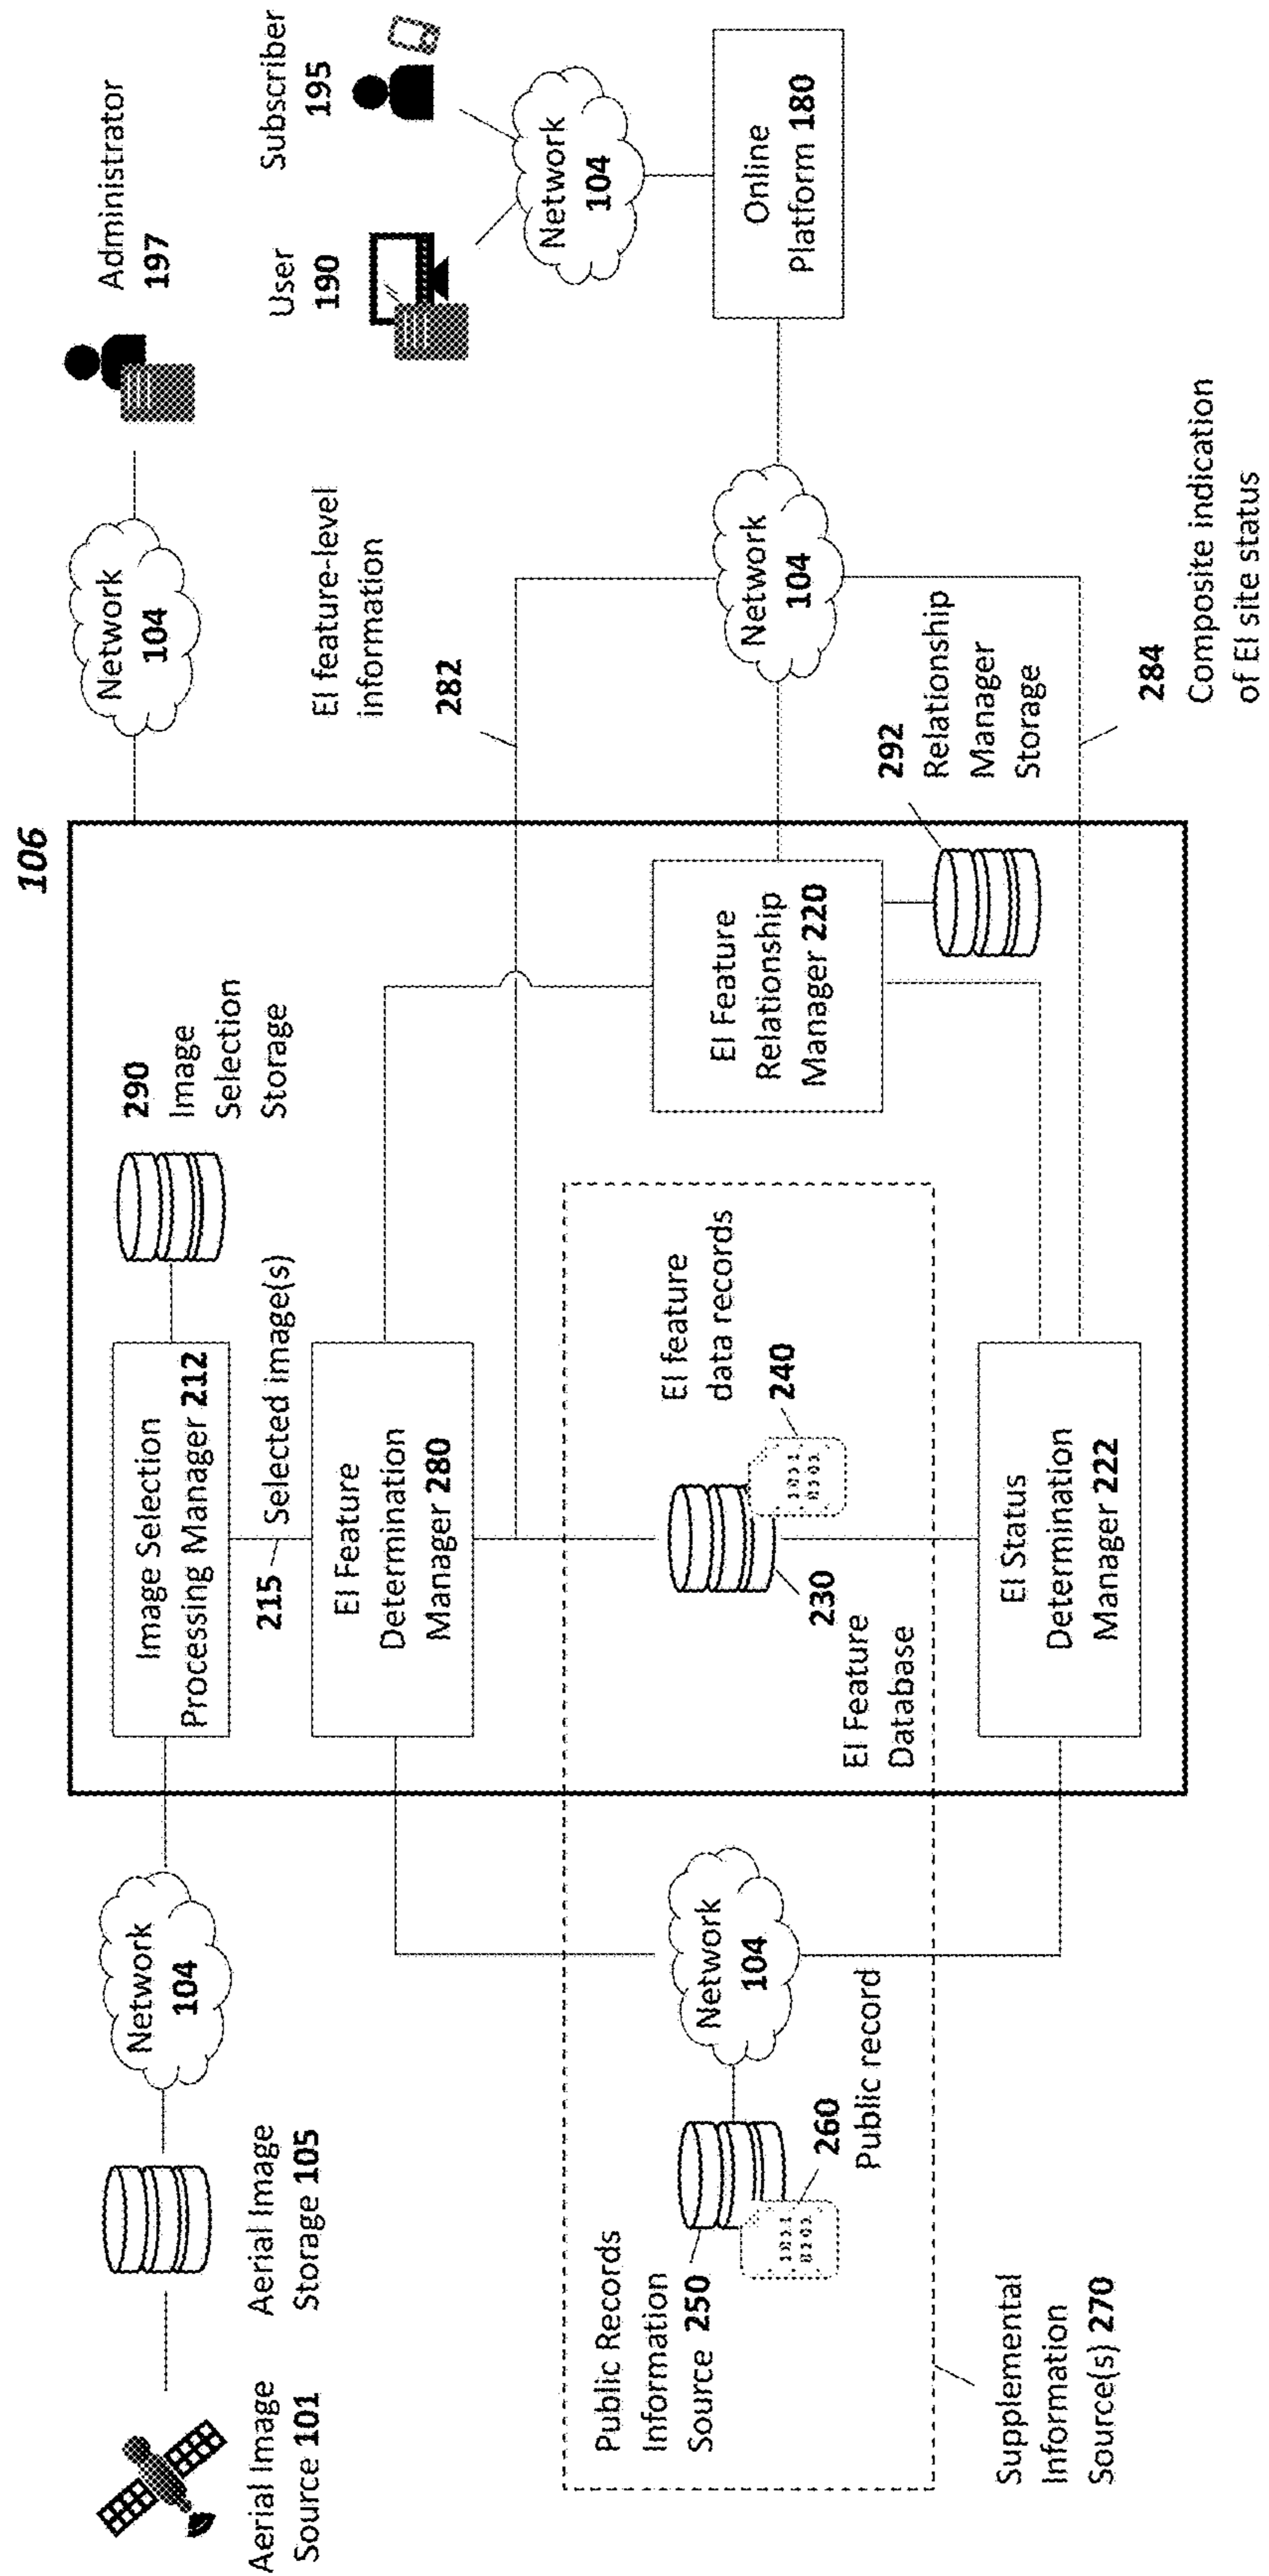 106
Aerial Image
Source 101
Aerial Image
Storage 105
Network
104
Image Selection
Processing Manager 212
290
Image
Selection
Storage
Network
104
Administrator
197
215
Selected image(s)
EI Feature
Determination
Manager 280
EI feature-level
information
282
User
190
Subscriber
195
Network
104
Public Records
Information
Source 250
260
Public record
Network
104
EI feature
data records
240
230
EI Feature
Database
EI Feature
Relationship
Manager 220
292
Relationship
Manager
Storage
Network
104
Online
Platform 180
Supplemental
Information
Source(s) 270
EI Status
Determination
Manager 222
284
Composite indication
of EI site status